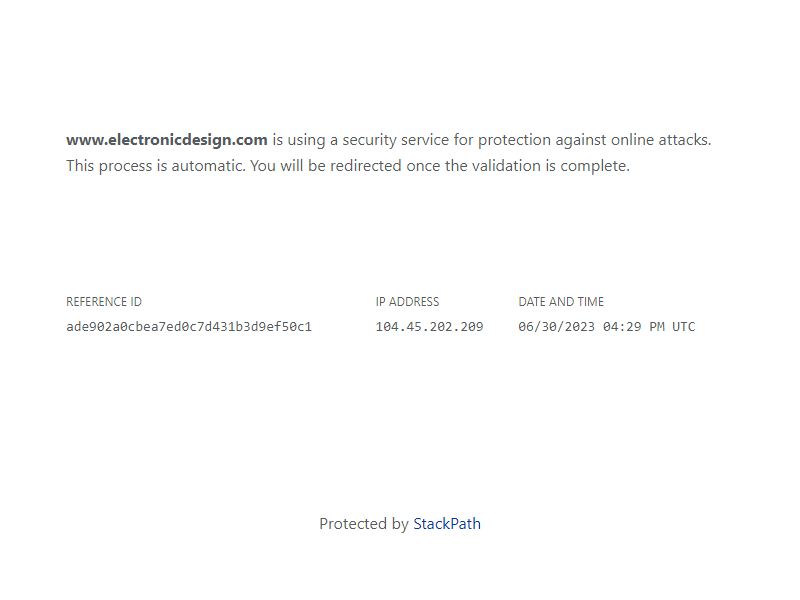 www.electronicdesign.com is using a security service for protection against online attacks.
This process is automatic. You will be redirected once the validation is complete.
REFERENCE ID IP ADDRESS DATE AND TIME
ade902a0cbea7ed0c7d431b3d9ef50c1 104.45.202.209 06/30/2023 04:29 PM UTC
Protected by StackPath